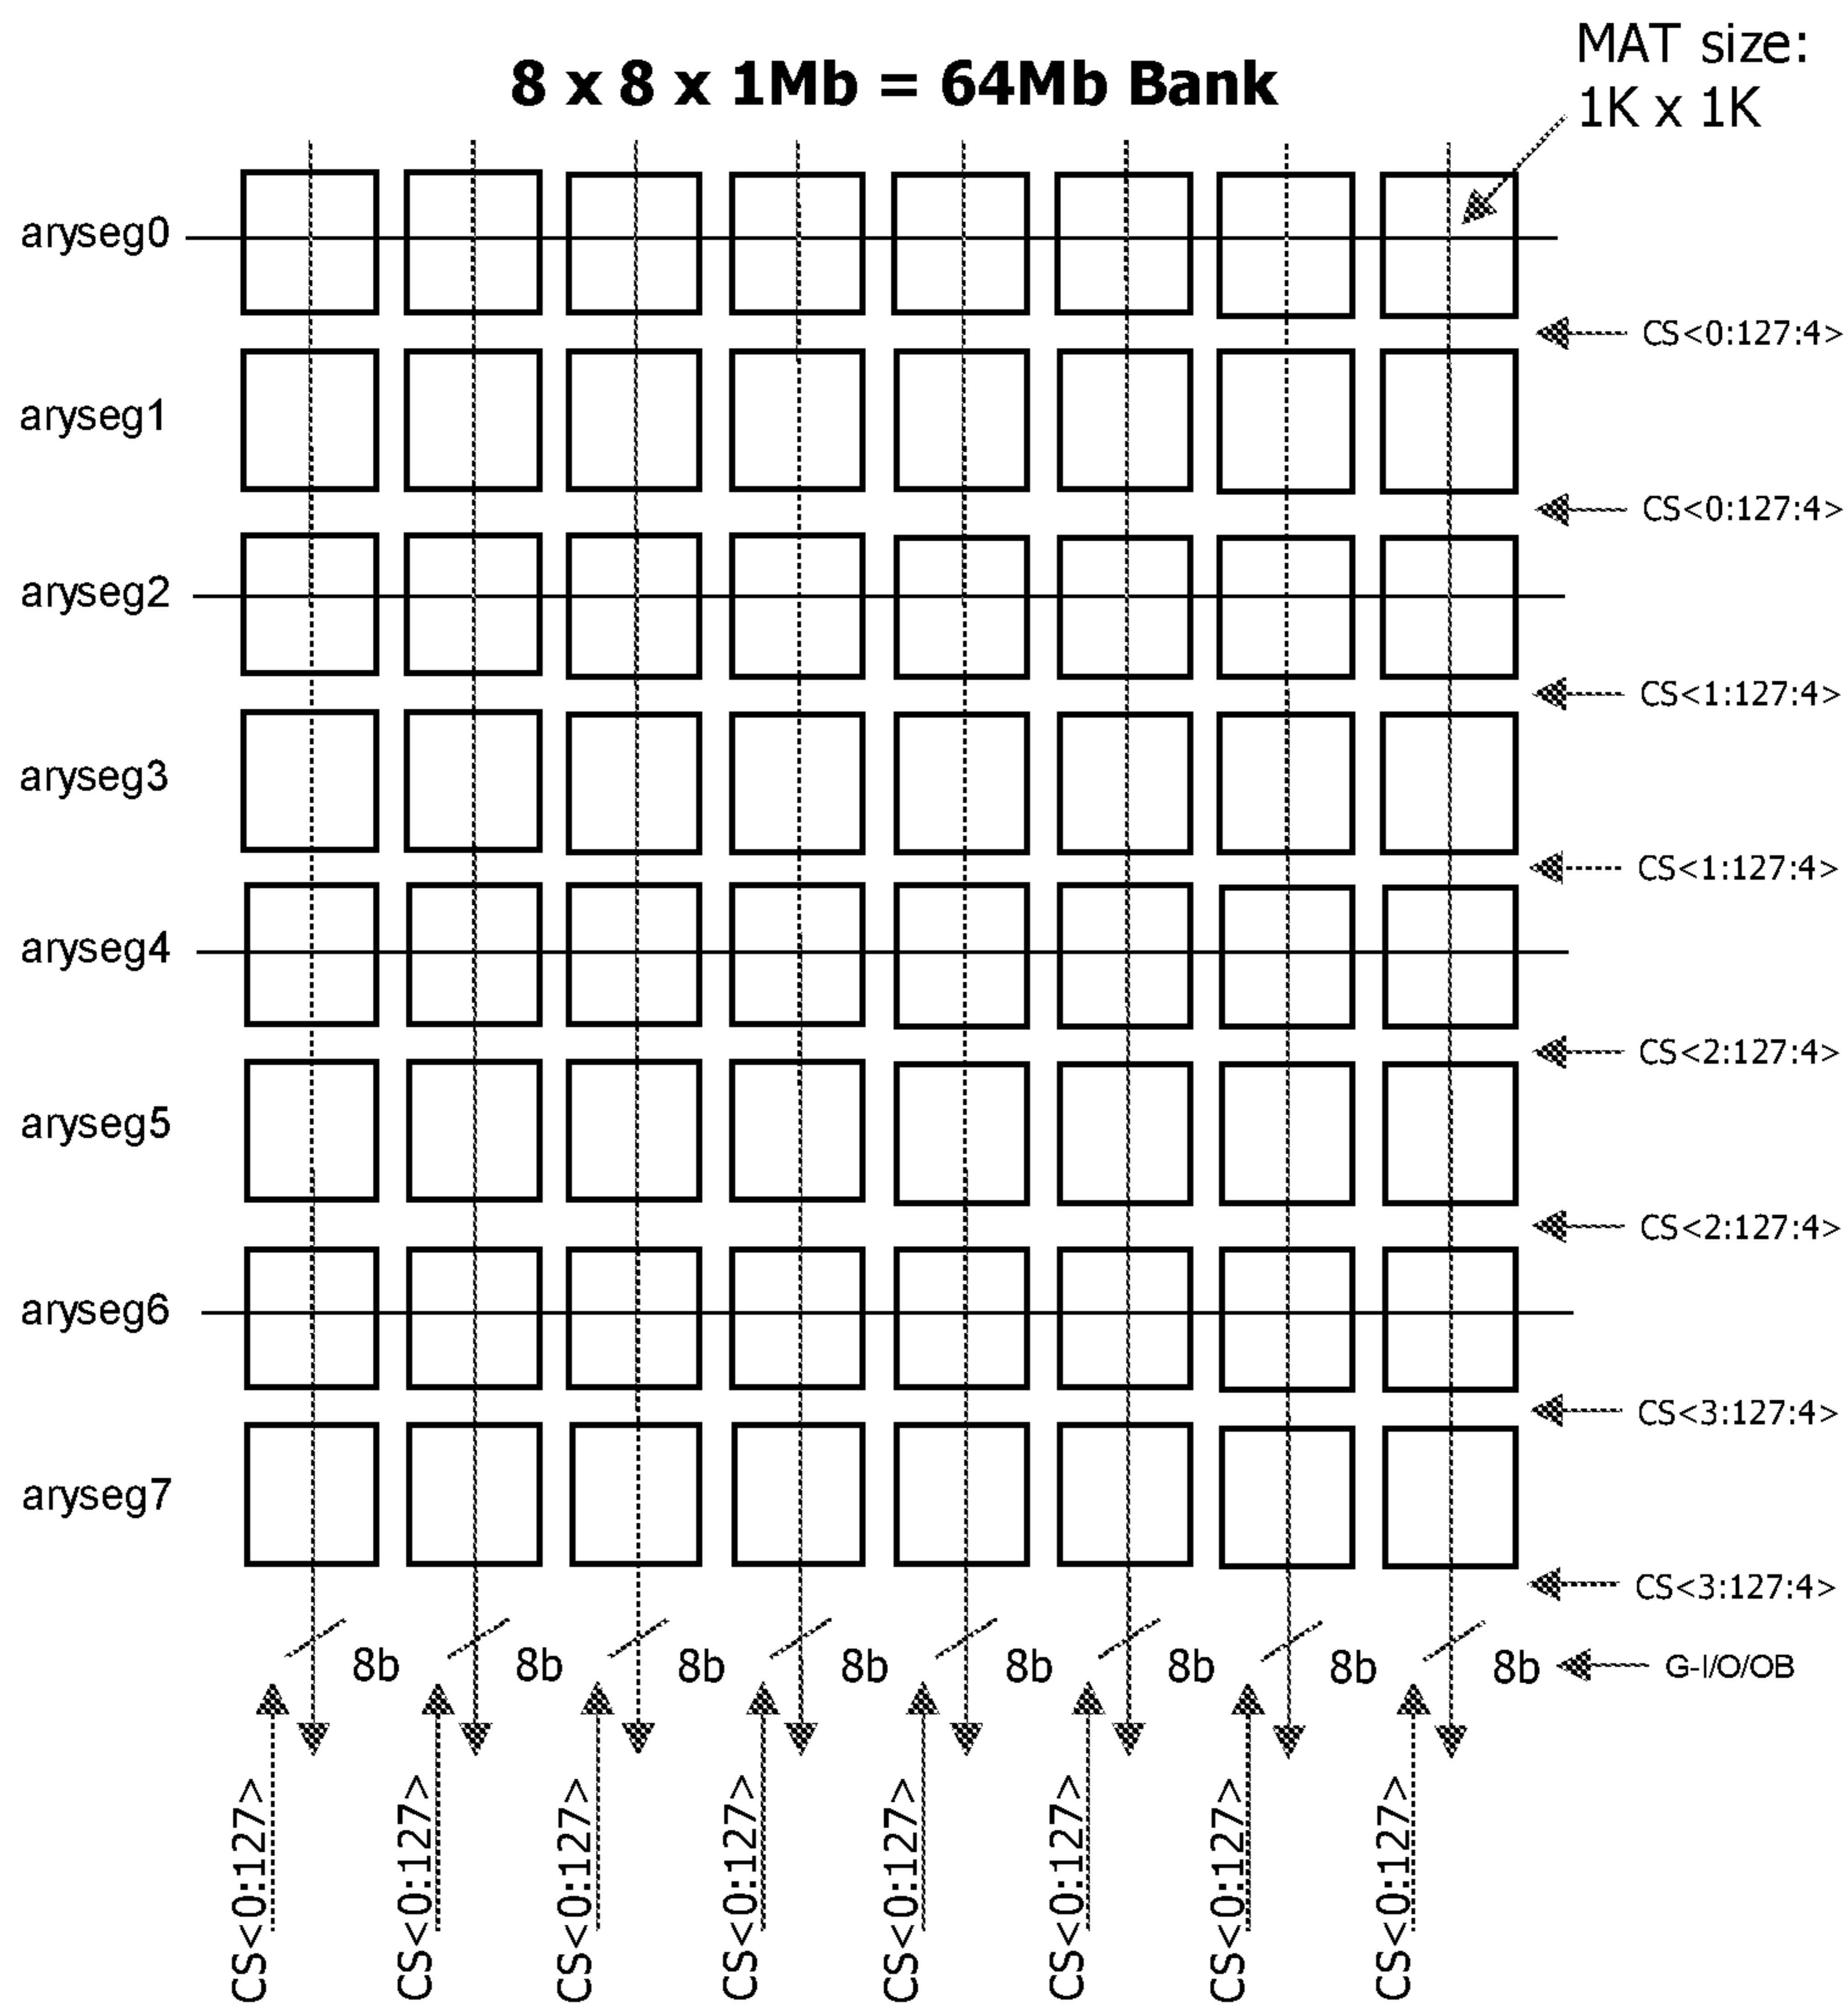 MAT size:
1K x 1K
8 x 8 x 1Mb = 64Mb Bank
aryseg0
CS<0:127:4>
aryseg1
CS<0:127:4>
aryseg2
CS<1:127:4>
aryseg3
CS<1:127:4>
aryseg4
CS<2:127:4>
aryseg5
CS<2:127:4>
aryseg6
CS<3:127:4>
aryseg7
CS<3:127:4>
8b 8b 8b 8b 8b 8b 8b 8b G-I/O/OB
CS<0:127>
CS<0:127>
CS<0:127>
CS<0:127>
CS<0:127>
CS<0:127>
CS<0:127>
CS<0:127>